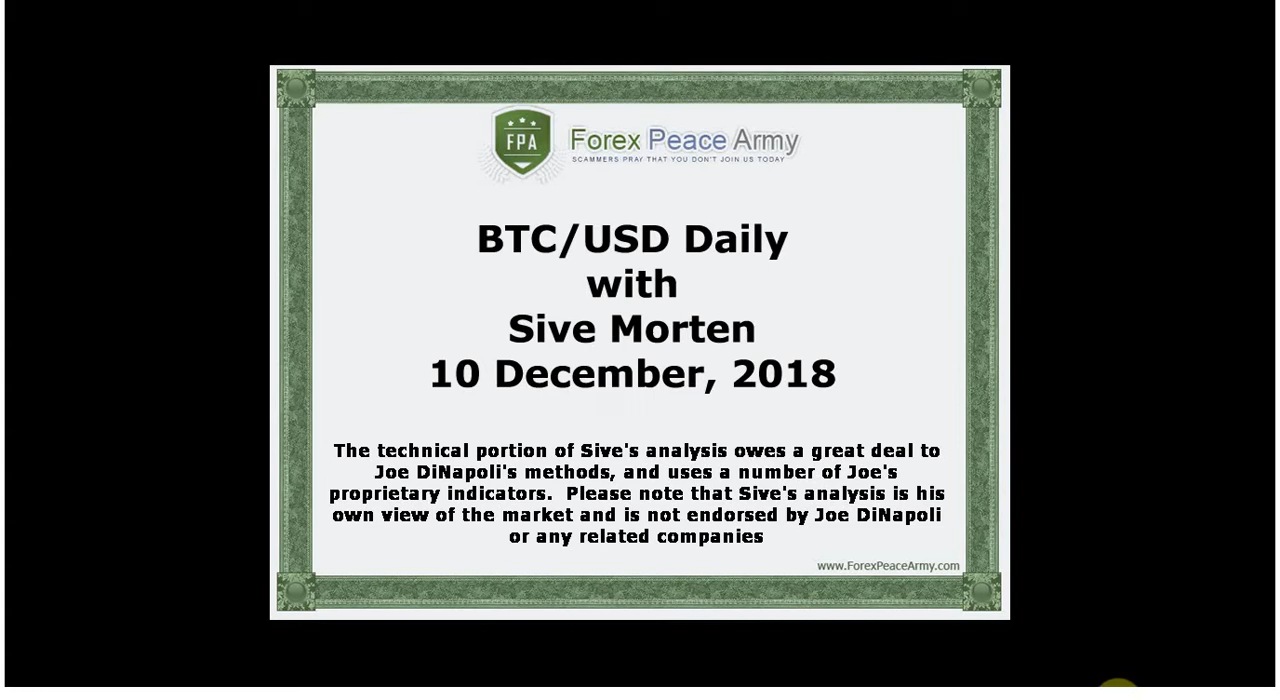 FPA
Forex Peace Army
SCAMMERS PRAY THAT YOU DON'T JOIN US TODAY
BTC/USD Daily
with
Sive Morten
10 December, 2018
The technical portion of Sive's analysis owes a great deal to
Joe DiNapoli's methods, and uses a number of Joe's
proprietary indicators. Please note that Sive's analysis is his
own view of the market and is not endorsed by Joe DiNapoli
or any related companies
www.ForexPeaceArmy.com